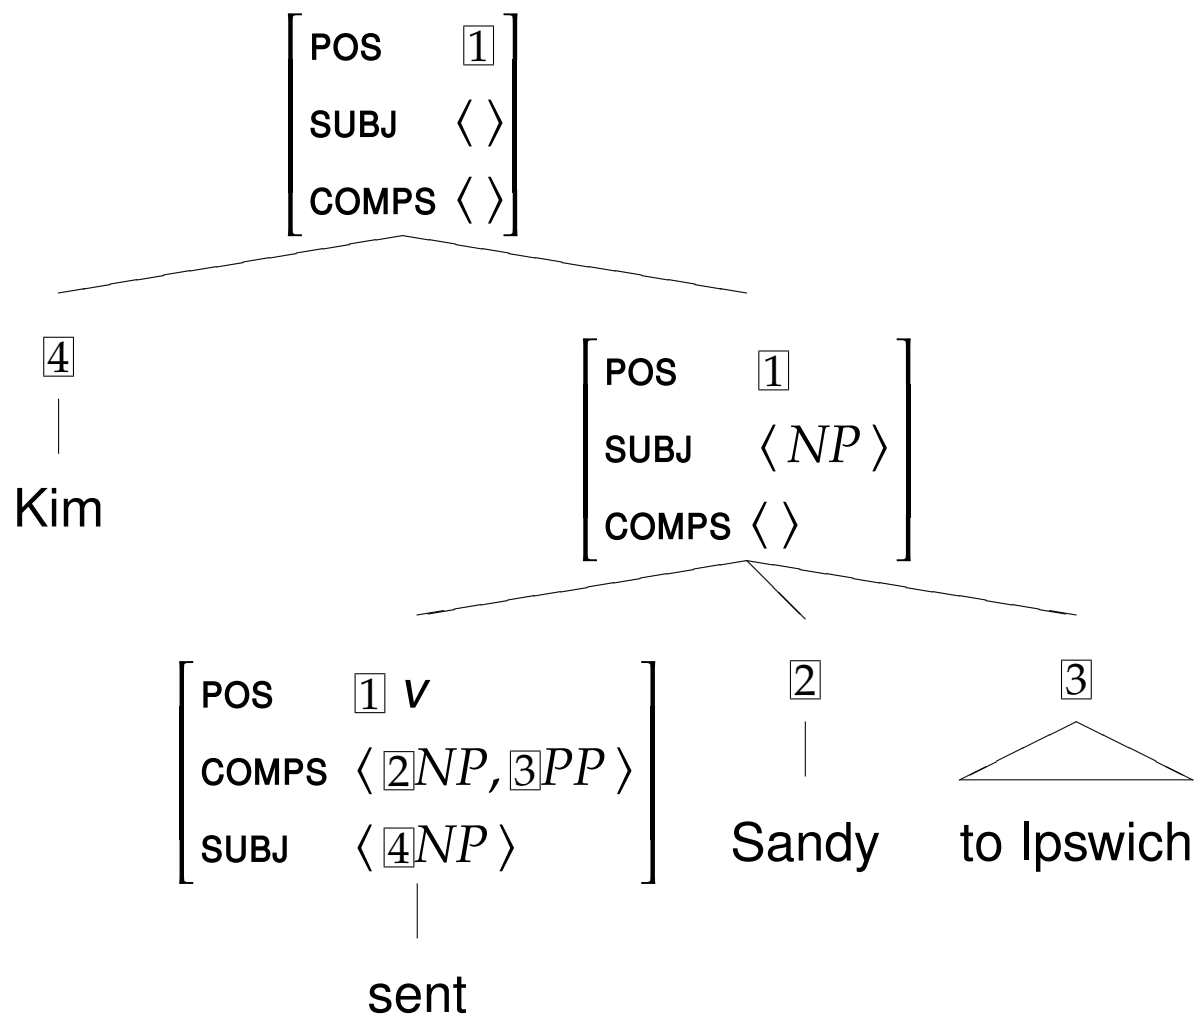 POS 1
SUBJ ⟨ ⟩
COMPS ⟨ ⟩
4
Kim
POS 1
SUBJ ⟨ NP ⟩
COMPS ⟨ ⟩
POS 1 v
COMPS ⟨ 2NP, 3PP ⟩
SUBJ ⟨ 4NP ⟩
sent
2
Sandy
3
to Ipswich